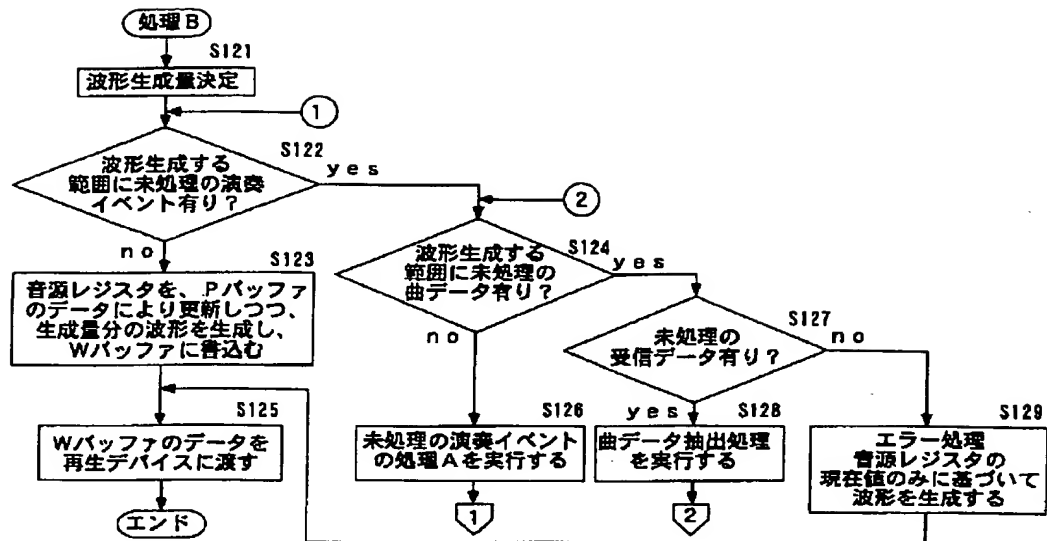 処理B
S121
波形生成量決定
1
S122
波形生成する
範囲に未処理の演奏
イベント有り？
yes
no
2
S123
音源レジスタを、Pバッファ
のデータにより更新しつつ、
生成量分の波形を生成し、
Wバッファに書込む
S124
波形生成する
範囲に未処理の
曲データ有り？
yes
no
S127
未処理の
受信データ有り？
no
yes
S125
Wバッファのデータを
再生デバイスに渡す
エンド
S126
未処理の演奏イベント
の処理Aを実行する
1
S128
曲データ抽出処理
を実行する
2
S129
エラー処理
音源レジスタの
現在値のみに基づいて
波形を生成する